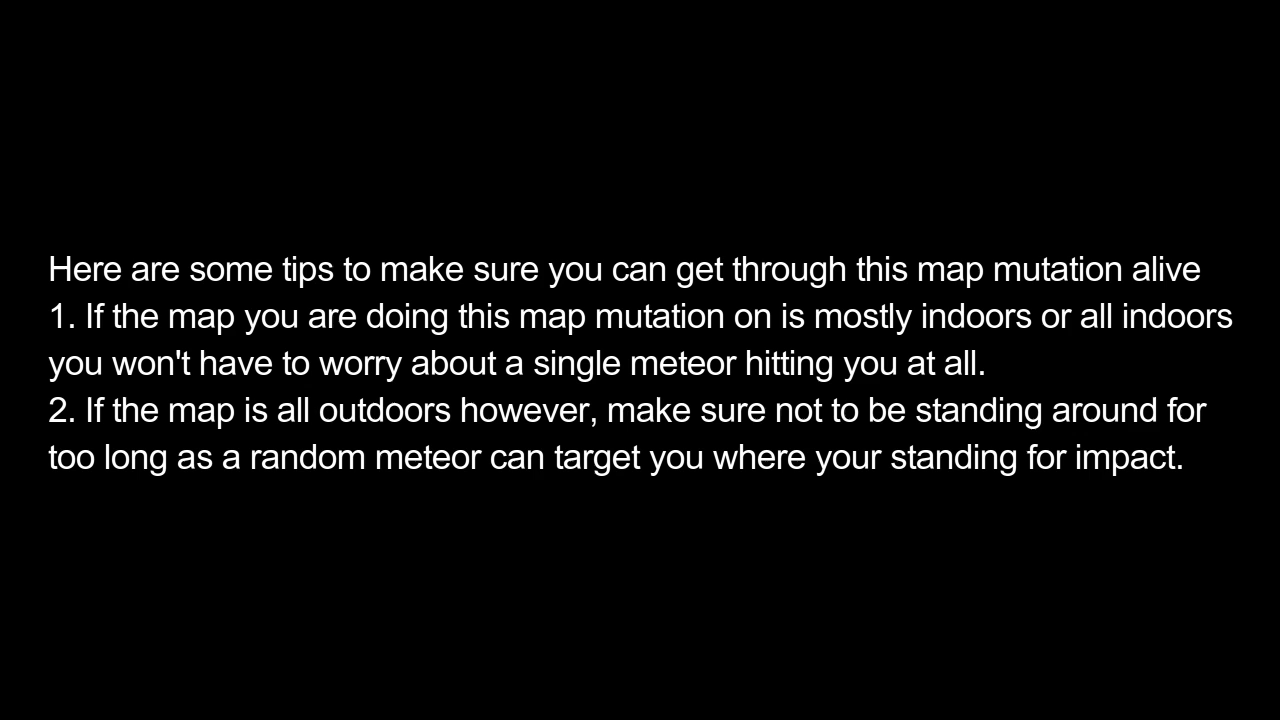 Here are some tips to make sure you can get through this map mutation alive
1. If the map you are doing this map mutation on is mostly indoors or all indoors
you won't have to worry about a single meteor hitting you at all.
2. If the map is all outdoors however, make sure not to be standing around for
too long as a random meteor can target you where your standing for impact.